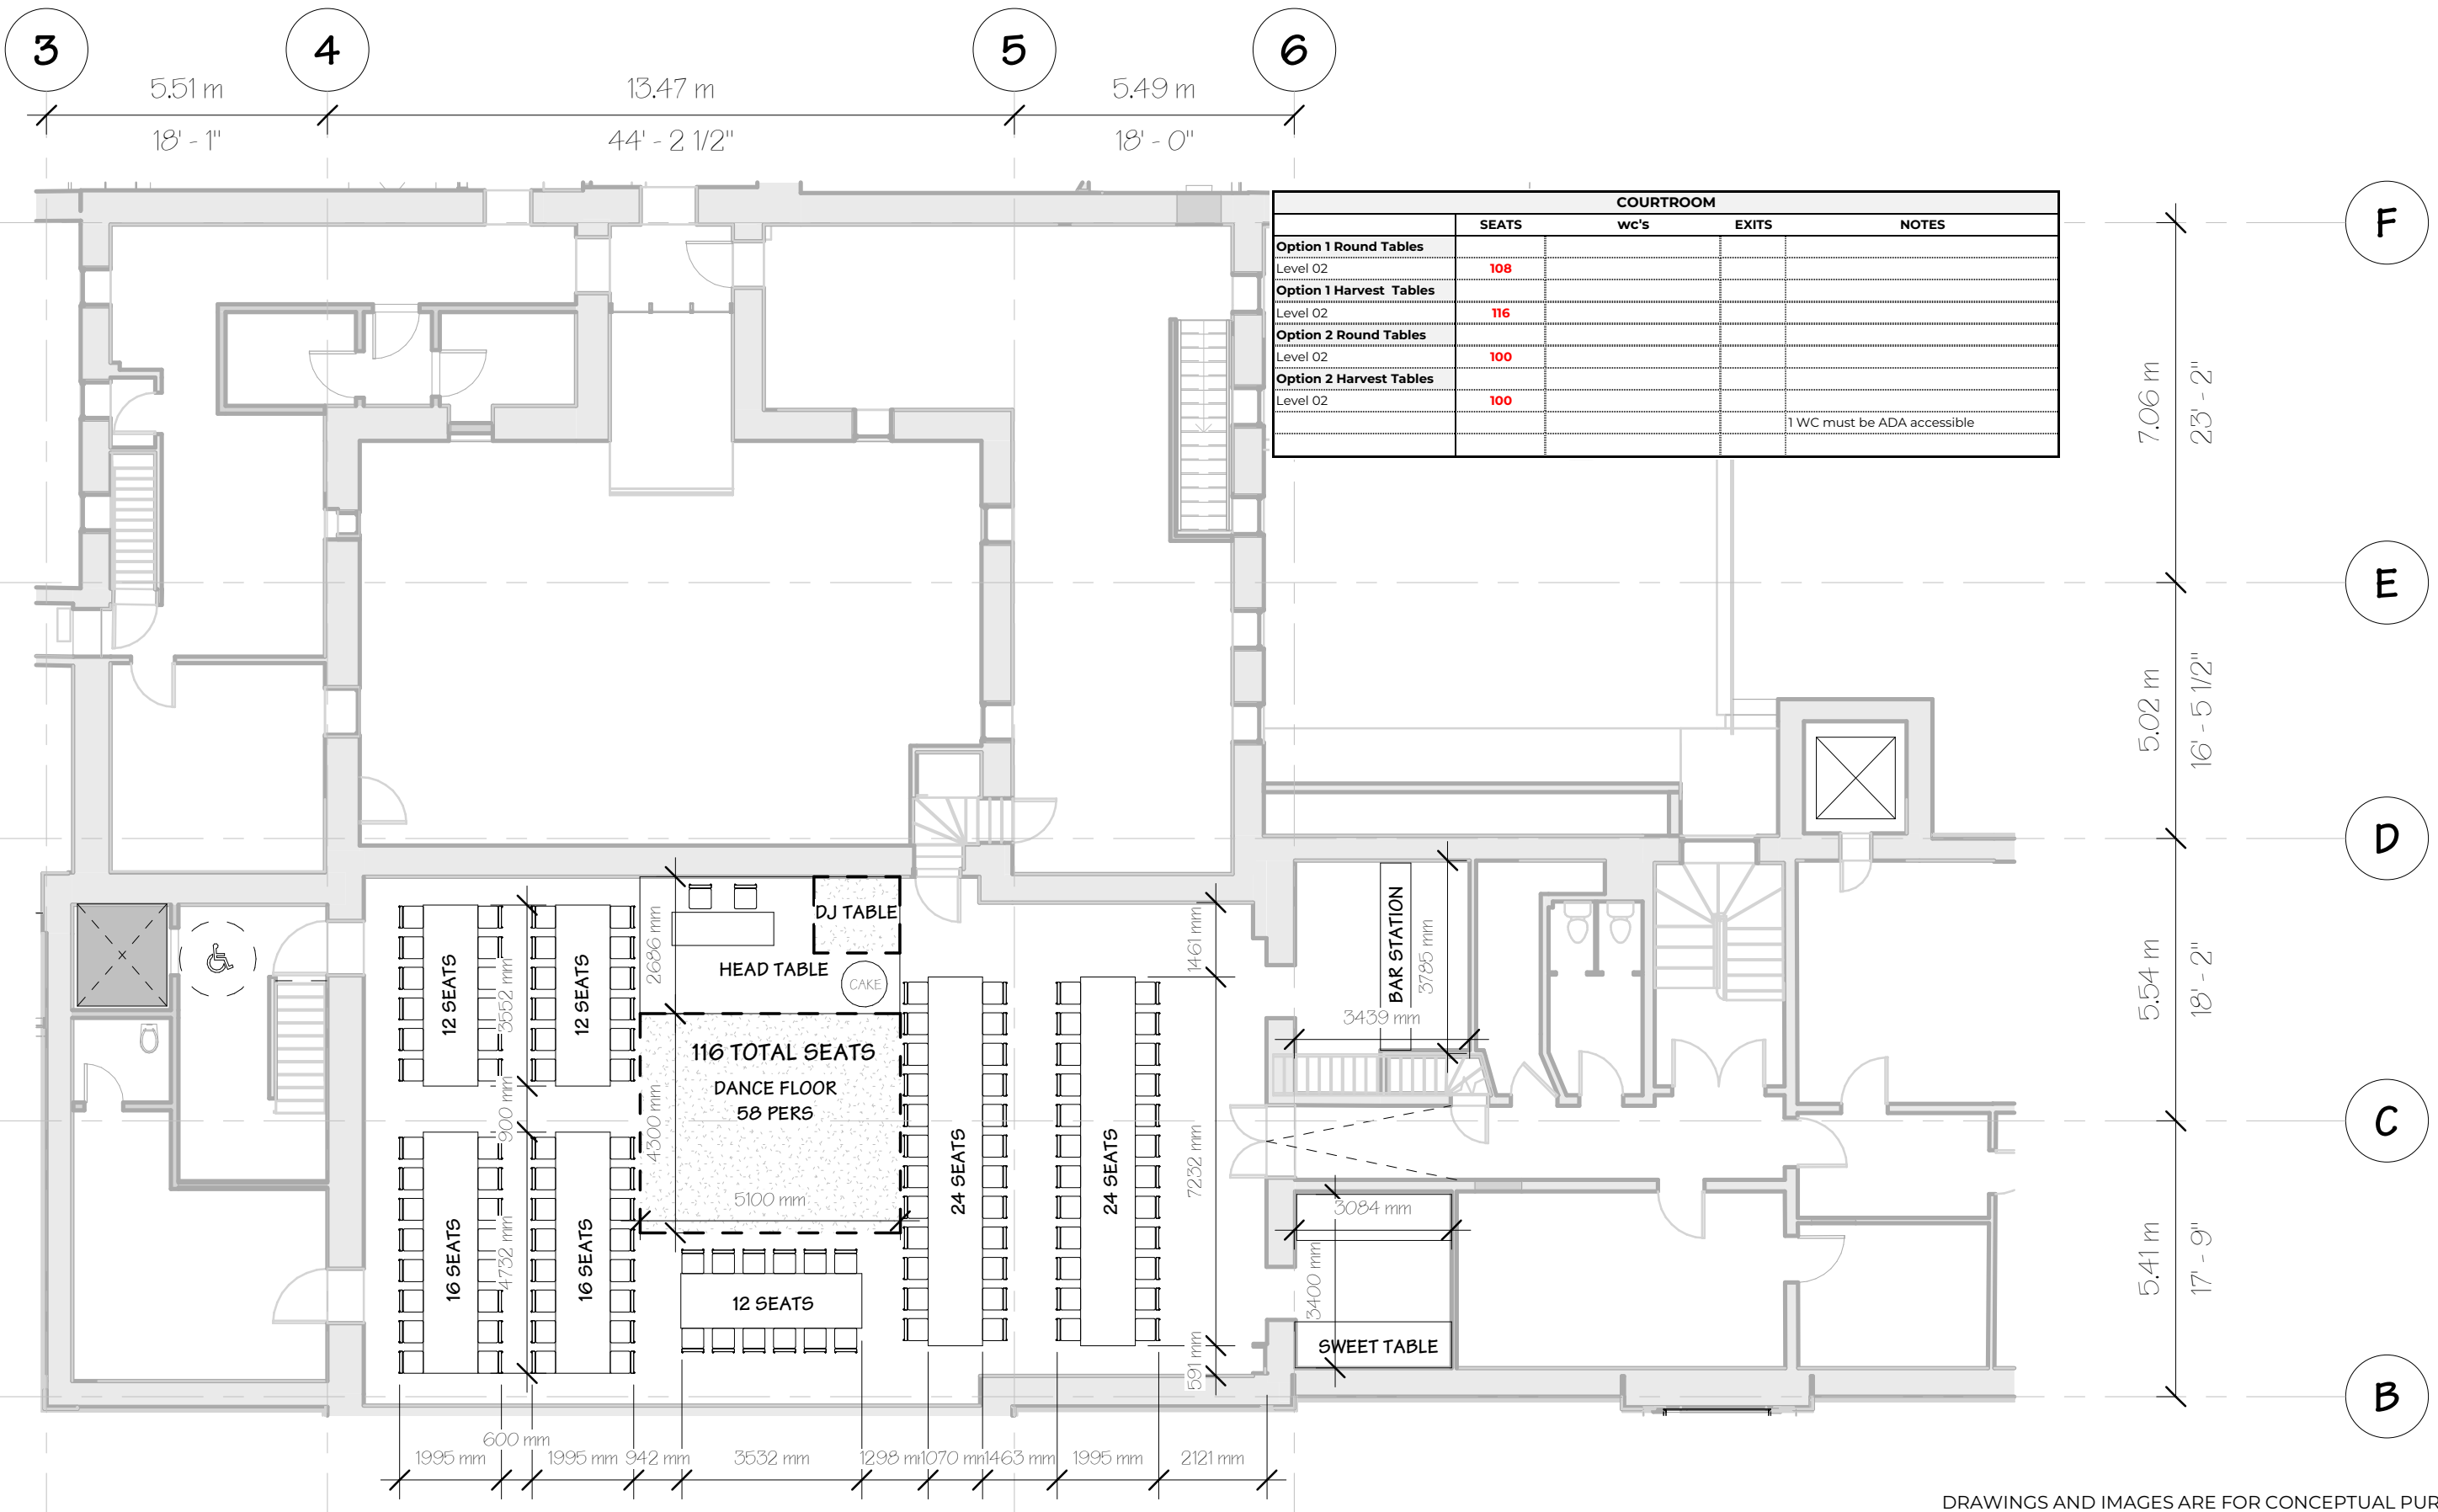 3
4
5
6
5.51 m
13.47 m
5.49 m
18' - 1"
44' - 2 1/2"
18' - 0"
COURTROOM
SEATS wc's EXITS NOTES
Option 1 Round Tables
Level 02 108
Option 1 Harvest Tables
Level 02 116
Option 2 Round Tables
Level 02 100
Option 2 Harvest Tables
Level 02 100
1 WC must be ADA accessible
F
7.06 m
23' - 2"
E
5.02 m
16' - 5 1/2"
D
5.54 m
18' - 2"
C
5.41 m
17' - 9"
B
12 SEATS
3552 mm
12 SEATS
2686 mm
DJ TABLE
HEAD TABLE
CAKE
1461 mm
BAR STATION
3785 mm
3439 mm
900 mm
116 TOTAL SEATS
DANCE FLOOR
58 PERS
4300 mm
5100 mm
24 SEATS
24 SEATS
7232 mm
16 SEATS
4732 mm
16 SEATS
12 SEATS
3084 mm
3400 mm
SWEET TABLE
591 mm
600 mm
1995 mm
1995 mm
942 mm
3532 mm
1298 m
1070 mm
1463 mm
1995 mm
2121 mm
DRAWINGS AND IMAGES ARE FOR CONCEPTUAL PUR